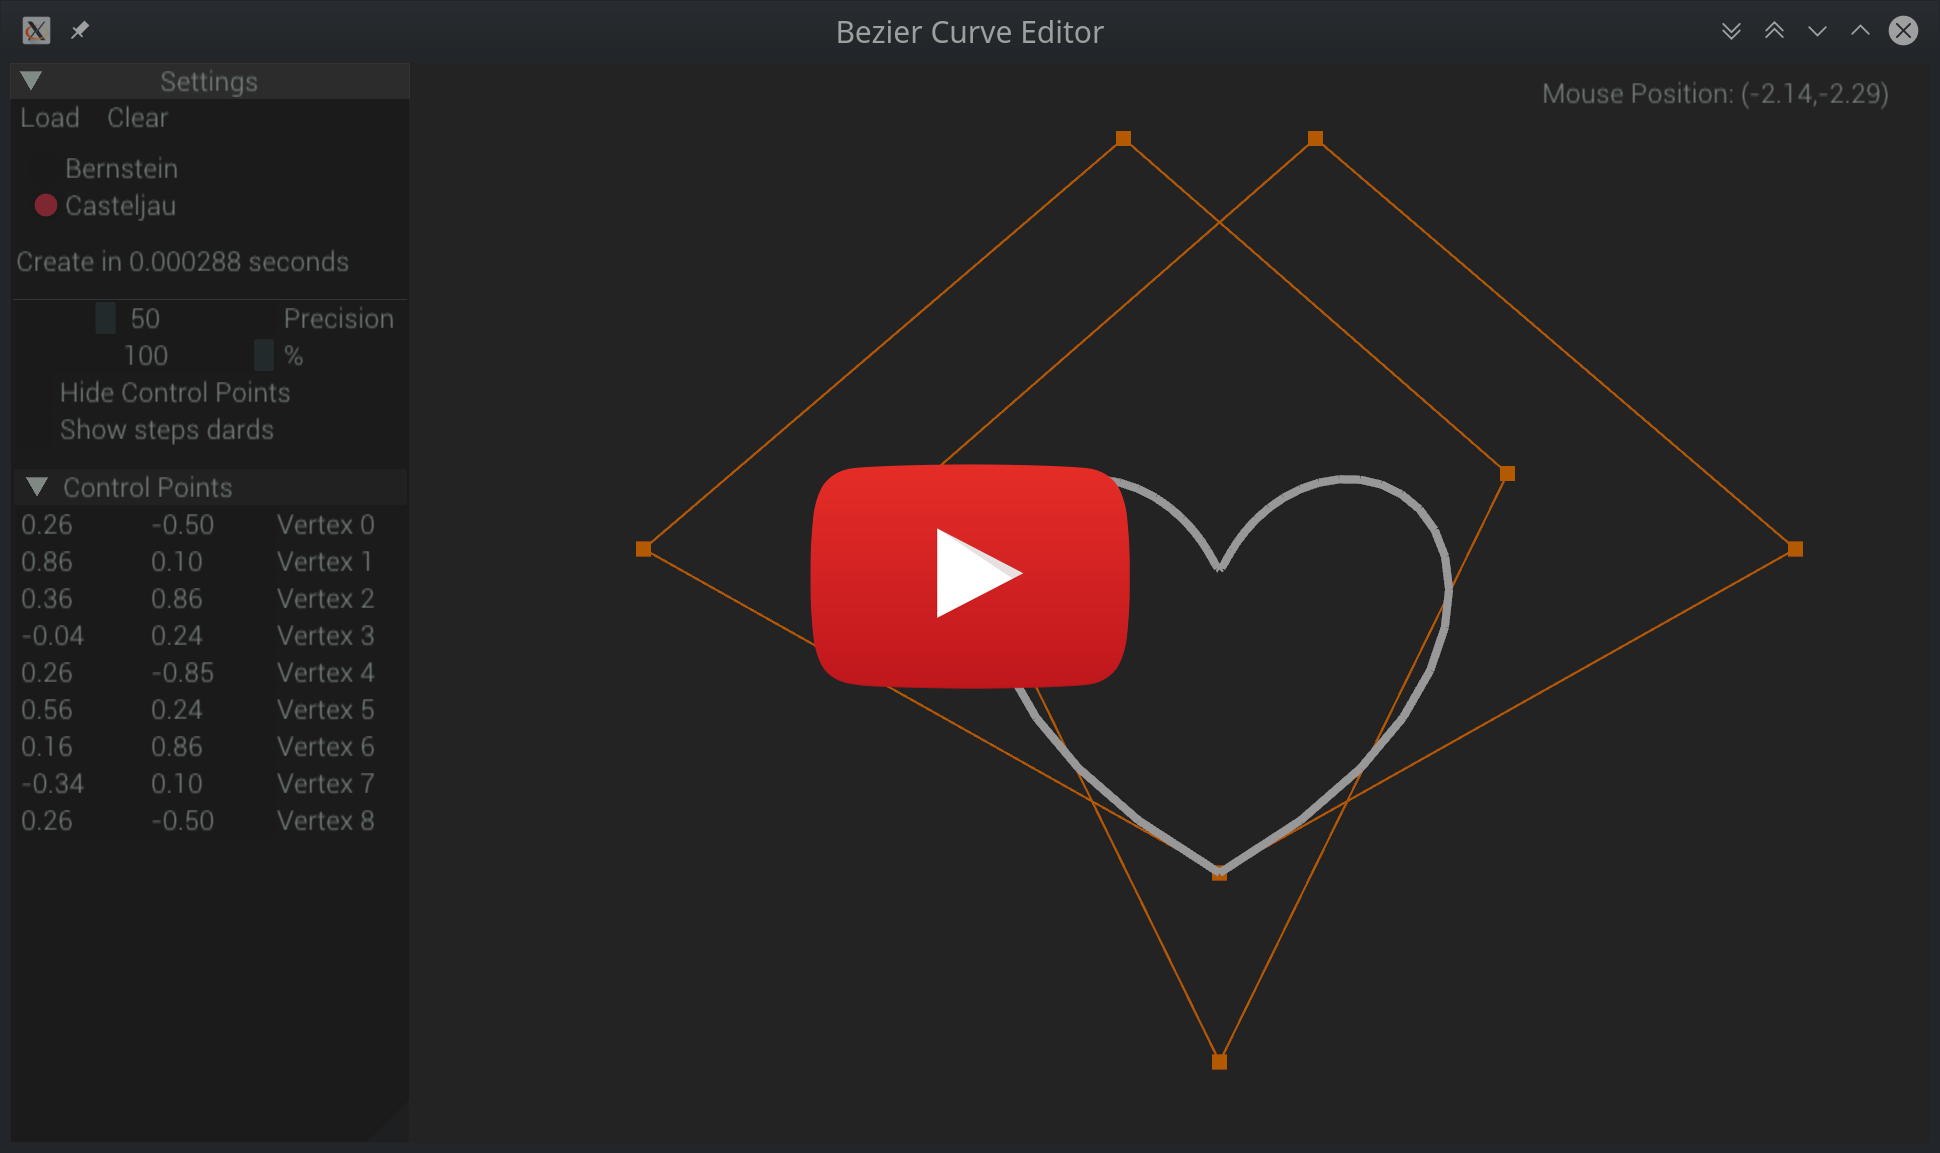 Bezier Curve Editor
Settings
Mouse Position: (-2.14,-2.29)
Load Clear
Bernstein
Casteljau
Create in 0.000288 seconds
50 Precision
100 %
Hide Control Points
Show steps dards
Control Points
0.26 -0.50 Vertex 0
0.86 0.10 Vertex 1
0.36 0.86 Vertex 2
-0.04 0.24 Vertex 3
0.26 -0.85 Vertex 4
0.56 0.24 Vertex 5
0.16 0.86 Vertex 6
-0.34 0.10 Vertex 7
0.26 -0.50 Vertex 8